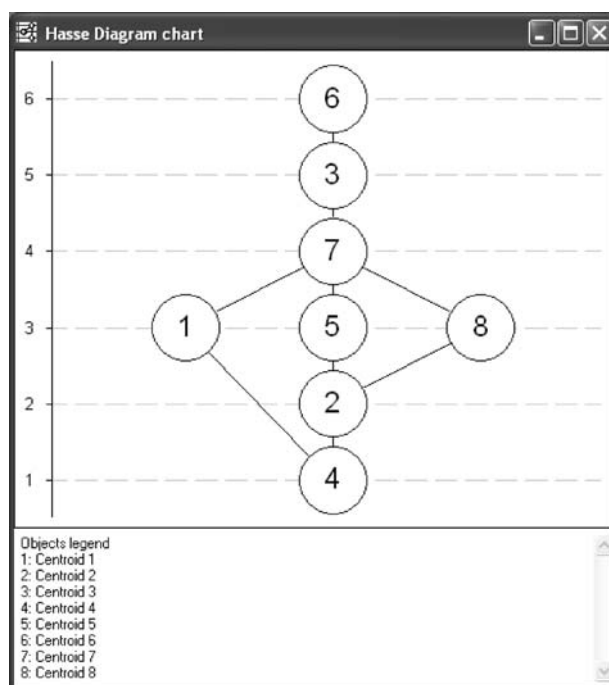 Hasse Diagram chart
6 6
5 3
4 7
3 1 5 8
2 2
1 4
Objects legend
1: Centroid 1
2: Centroid 2
3: Centroid 3
4: Centroid 4
5: Centroid 5
6: Centroid 6
7: Centroid 7
8: Centroid 8